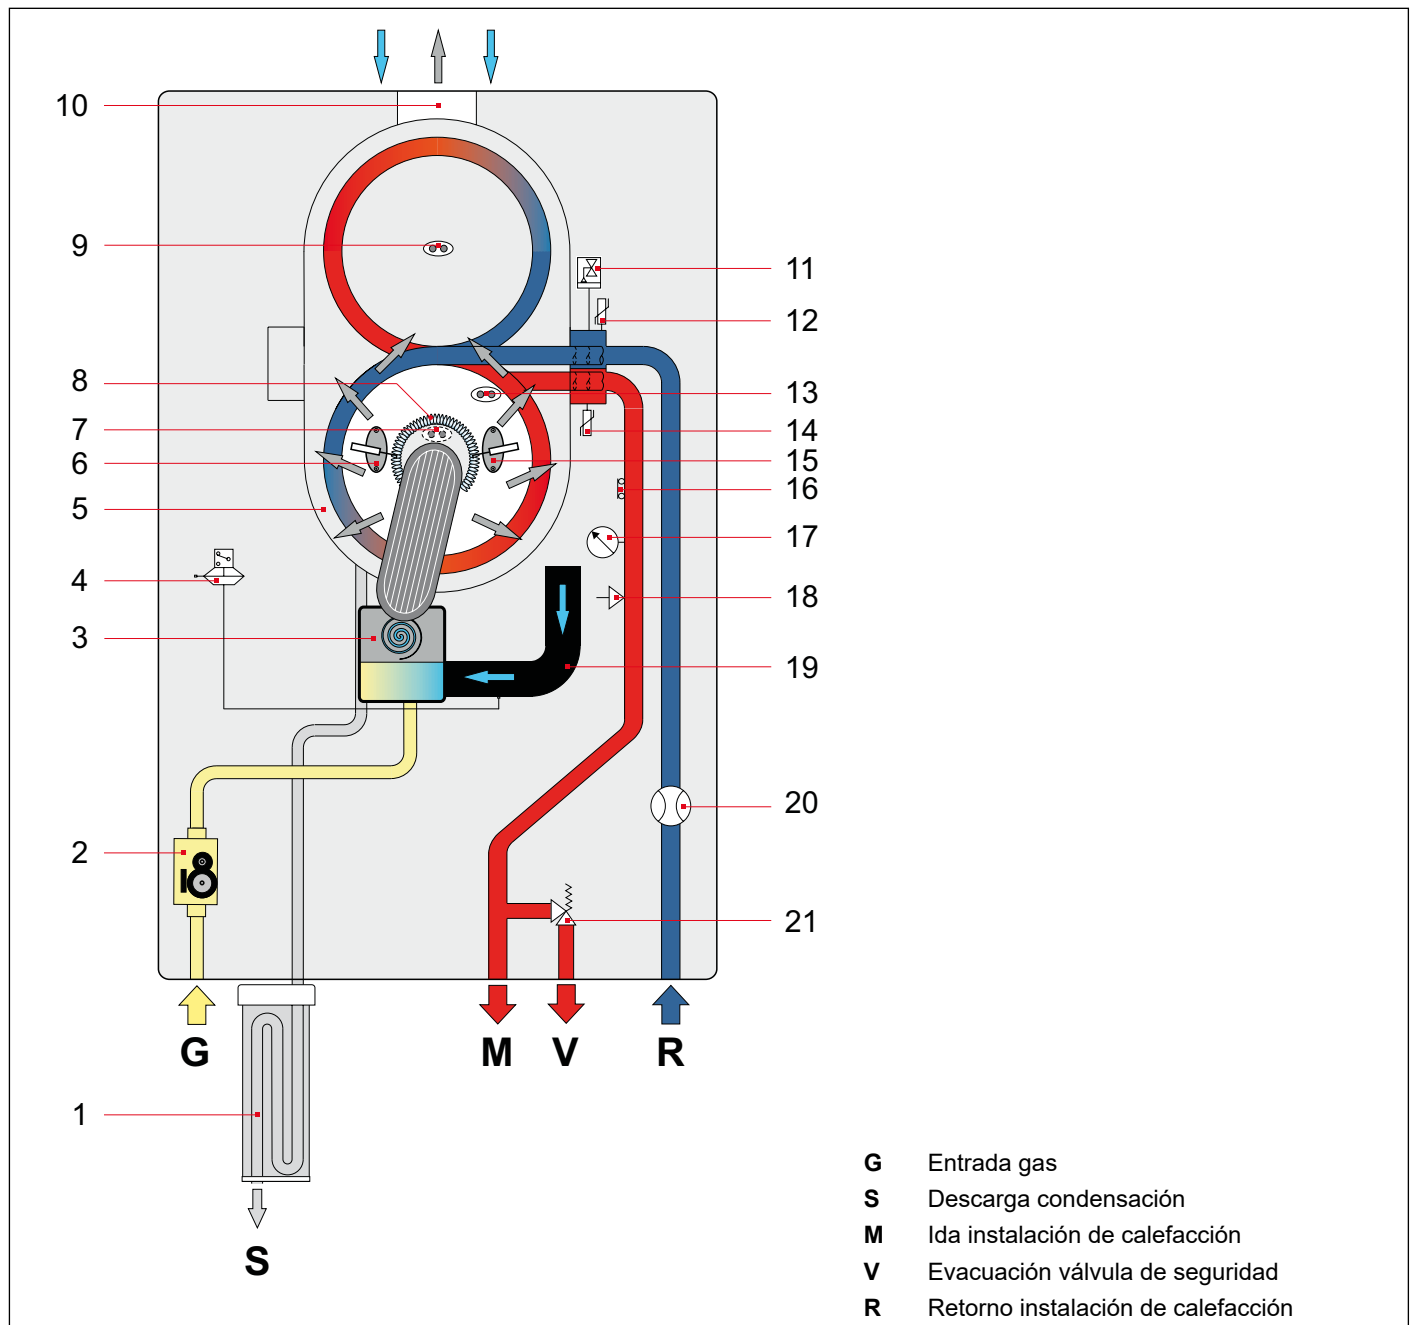 10
9
8
7
6
5
4
3
2
1
11
12
13
14
15
16
17
18
19
20
21
G
M
V
R
S
G Entrada gas
S Descarga condensación
M Ida instalación de calefacción
V Evacuación válvula de seguridad
R Retorno instalación de calefacción